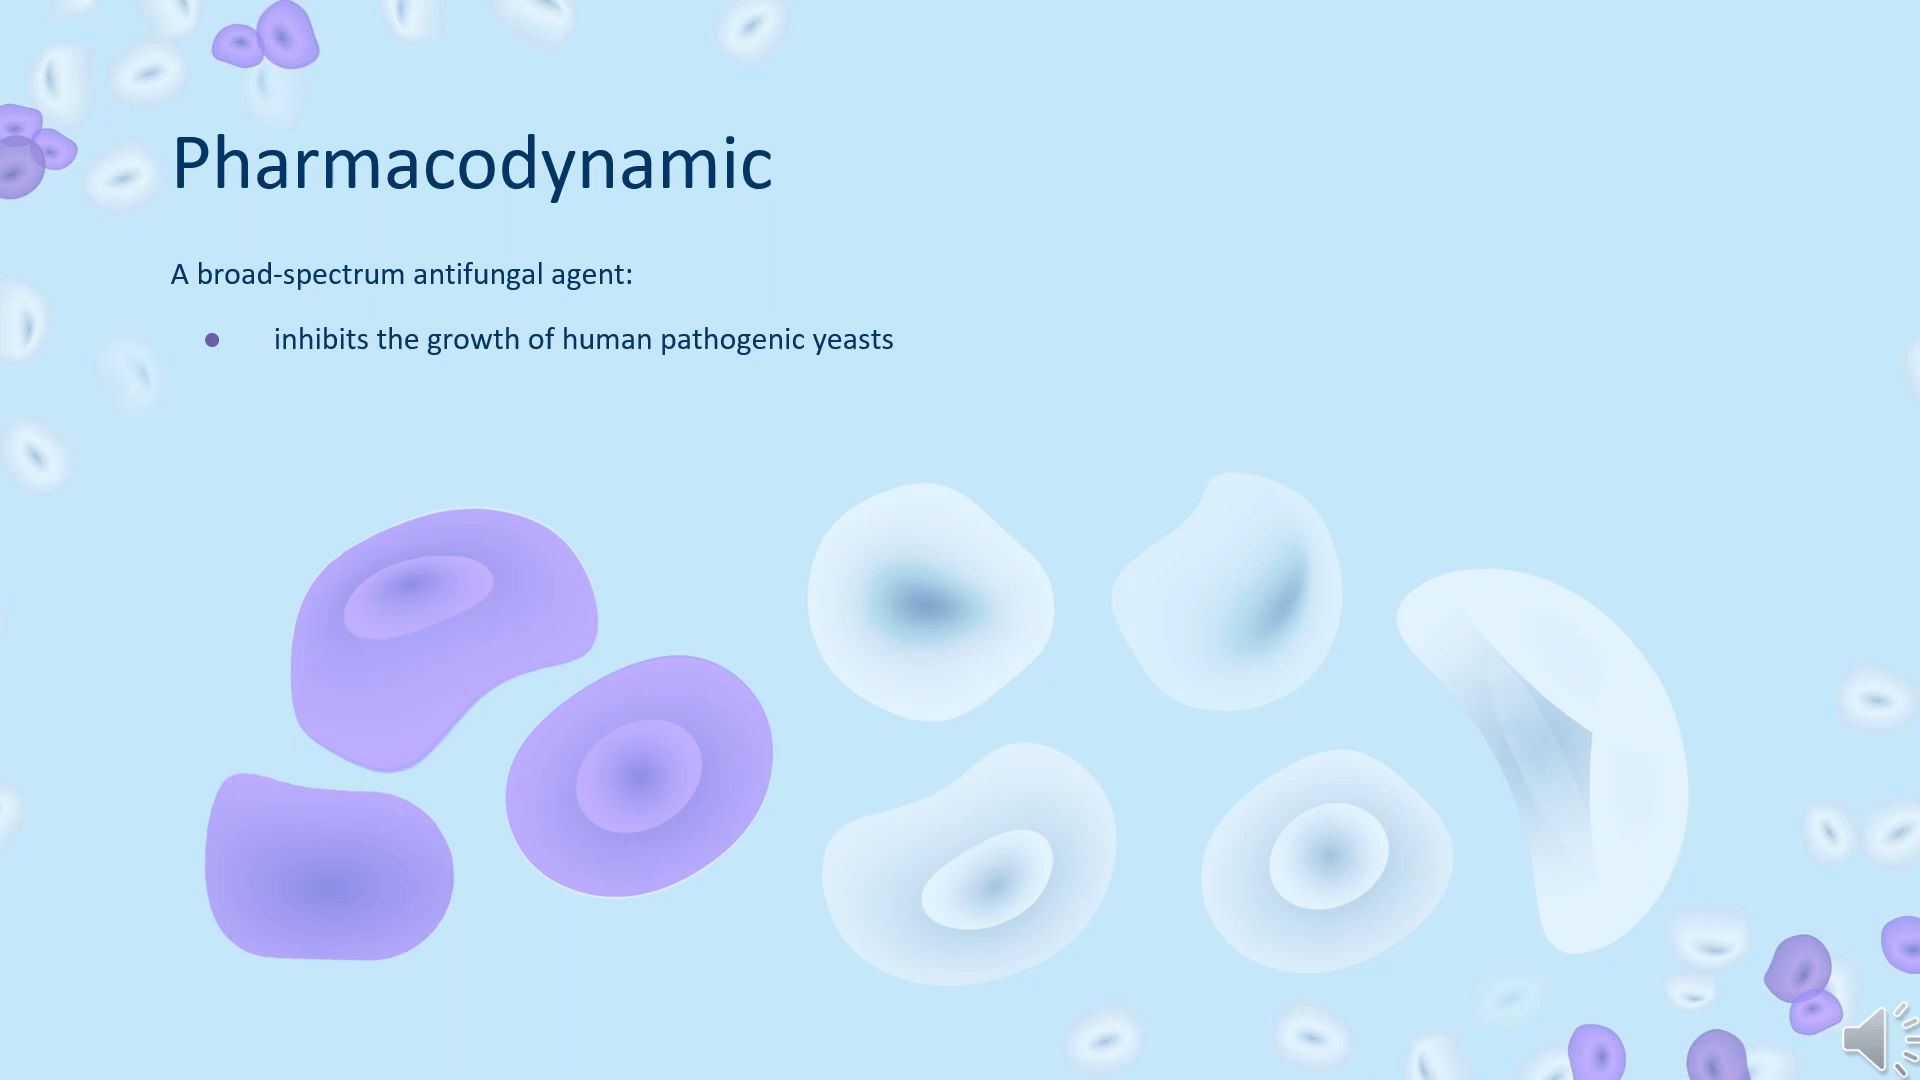 Pharmacodynamic
A broad-spectrum antifungal agent:
● inhibits the growth of human pathogenic yeasts